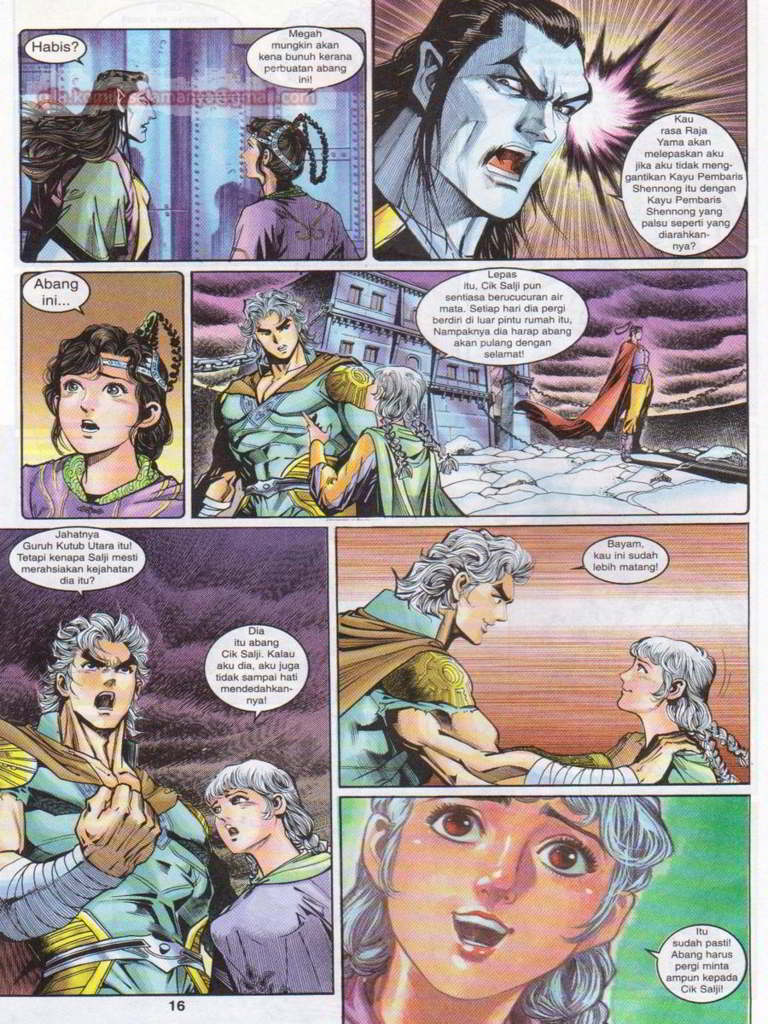 Habis?
Megah
mungkin akan
kena bunuh kerana
perbuatan abang
ini!
Kau
rasa Raja
Yama akan
melepaskan aku
jika aku tidak meng-
gantikan Kayu Pembaris
Shennong itu dengan
Kayu Pembaris
Shennong yang
palsu seperti yang
diarahkan-
nya?
Abang
ini...
Lepas
itu, Cik Salji pun
sentiasa berucucuran air
mata. Setiap hari dia pergi
berdiri di luar pintu rumah itu,
Nampaknya dia harap abang
akan pulang dengan
selamat!
Jahatnya
Guruh Kutub Utara itu!
Tetapi kenapa Salji mesti
merahsiakan kejahatan
dia itu?
Dia
itu abang
Cik Salji. Kalau
aku dia, aku juga
tidak sampai hati
mendedahkan-
nya!
Bayam,
kau ini sudah
lebih matang!
Itu
sudah pasti!
Abang harus
pergi minta
ampun kepada
Cik Salji!
16